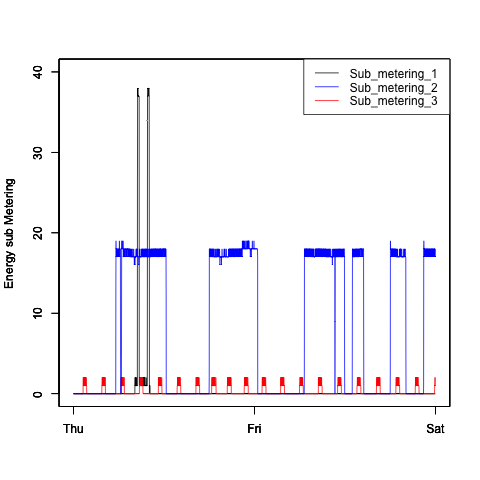 Sub_metering_1
Sub_metering_2
Sub_metering_3
Energy sub Metering
40
30
20
10
0
Thu Fri Sat